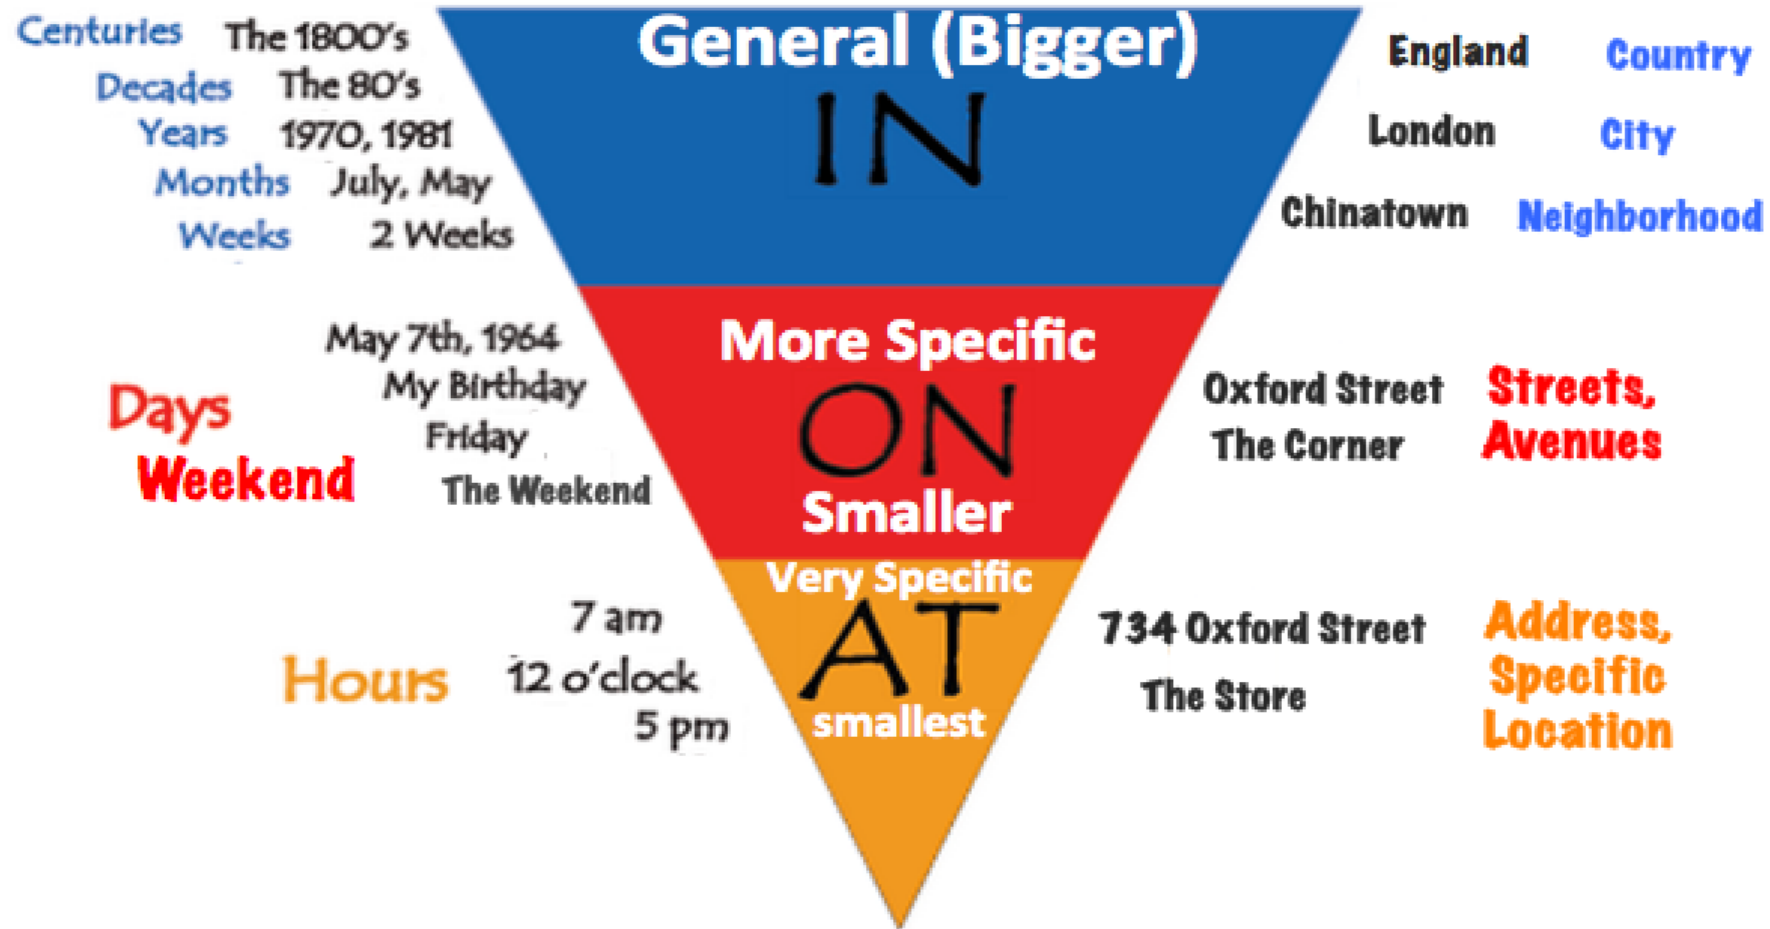 Centuries The 1800's
Decades The 80's
Years 1970, 1981
Months July, May
Weeks 2 Weeks
General (Bigger)
IN
England Country
London City
Chinatown Neighborhood
May 7th, 1964
My Birthday
Days
Friday
Weekend
The Weekend
More Specific
ON
Smaller
Oxford Street
The Corner
Streets,
Avenues
7 am
Hours 12 o'clock
5 pm
Very Specific
AT
smallest
734 Oxford Street
The Store
Address,
Specific
Location